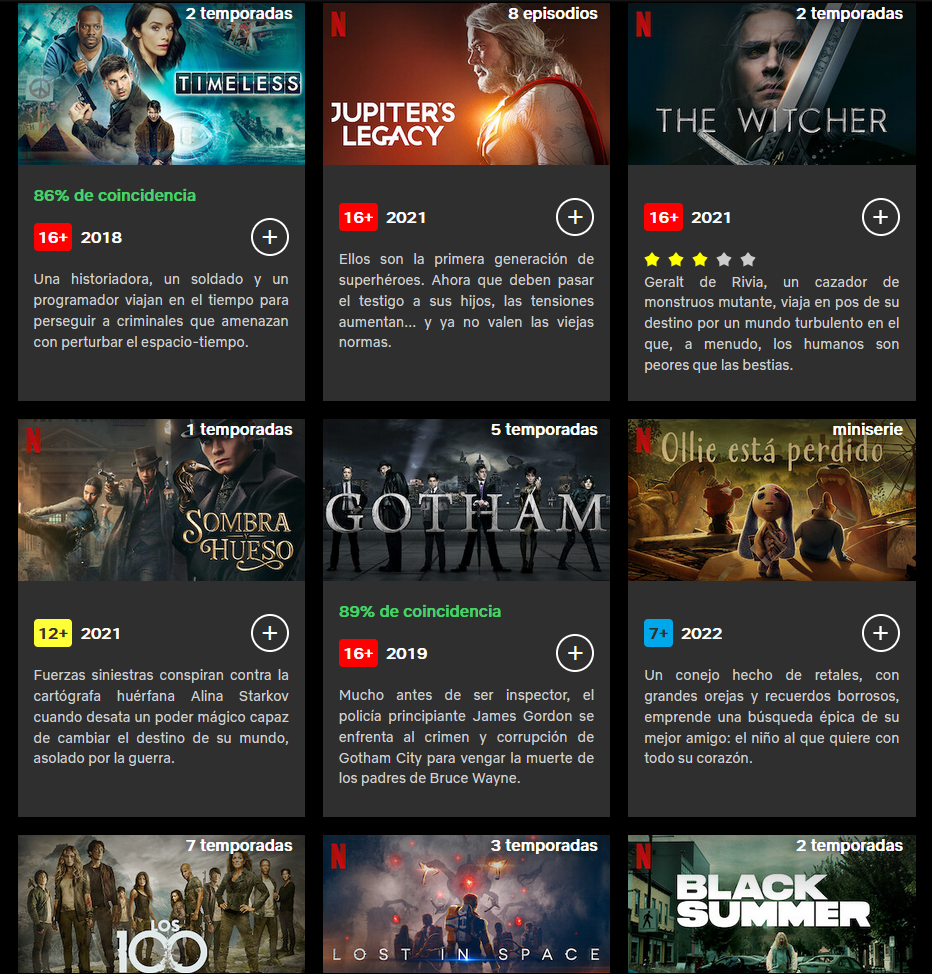 2 temporadas
TIMELESS
86% de coincidencia
16+ 2018
Una historiadora, un soldado y un
programador viajan en el tiempo para
perseguir a criminales que amenazan
con perturbar el espacio-tiempo.
N
8 episodios
JUPITER'S
LEGACY
16+ 2021
Ellos son la primera generación de
superhéroes. Ahora que deben pasar
el testigo a sus hijos, las tensiones
aumentan... y ya no valen las viejas
normas.
N
2 temporadas
THE WITCHER
16+ 2021
Geralt de Rivia, un cazador de
monstruos mutante, viaja en pos de su
destino por un mundo turbulento en el
que, a menudo, los humanos son
peores que las bestias.
N
1 temporadas
SOMBRA
Y
HUESO
12+ 2021
Fuerzas siniestras conspiran contra la
cartógrafa huérfana Alina Starkov
cuando desata un poder mágico capaz
de cambiar el destino de su mundo,
asolado por la guerra.
5 temporadas
GOTHAM
89% de coincidencia
16+ 2019
Mucho antes de ser inspector, el
policía principiante James Gordon se
enfrenta al crimen y corrupción de
Gotham City para vengar la muerte de
los padres de Bruce Wayne.
N
miniserie
Ollie está perdido
7+ 2022
Un conejo hecho de retales, con
grandes orejas y recuerdos borrosos,
emprende una búsqueda épica de su
mejor amigo: el niño al que quiere con
todo su corazón.
7 temporadas
LOS
100
N
3 temporadas
LOST IN SPACE
N
2 temporadas
BLACK
SUMMER